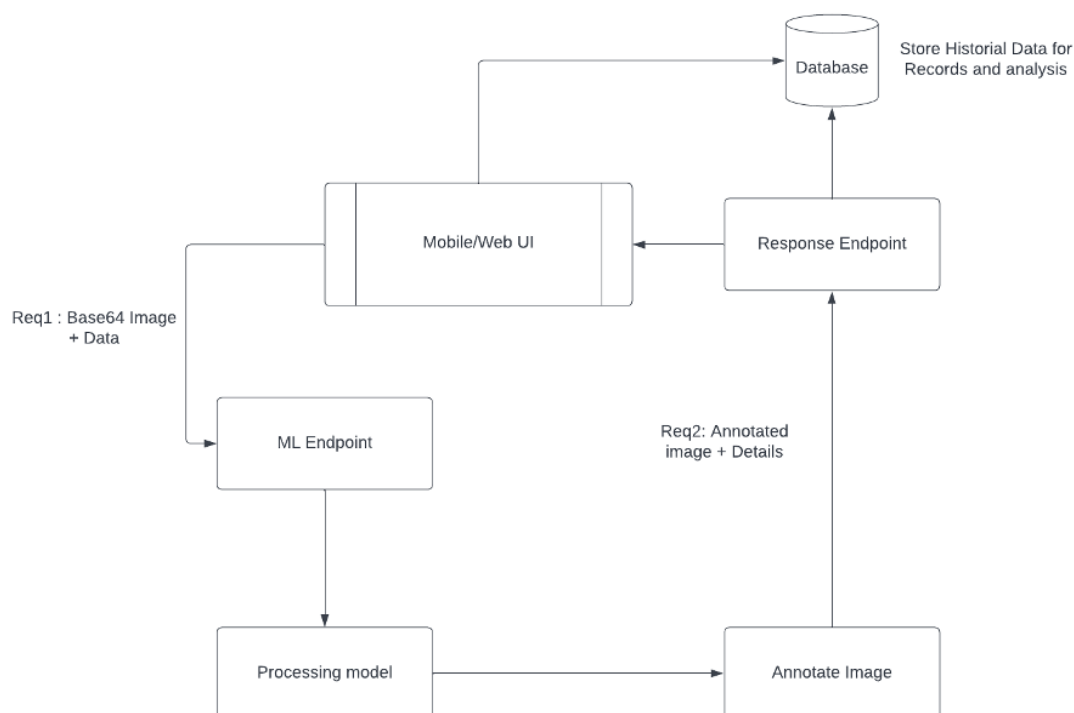 Store Historial Data for
Records and analysis
Database
Mobile/Web UI
Response Endpoint
Req1 : Base64 Image
+ Data
ML Endpoint
Req2: Annotated
image + Details
Processing model
Annotate Image